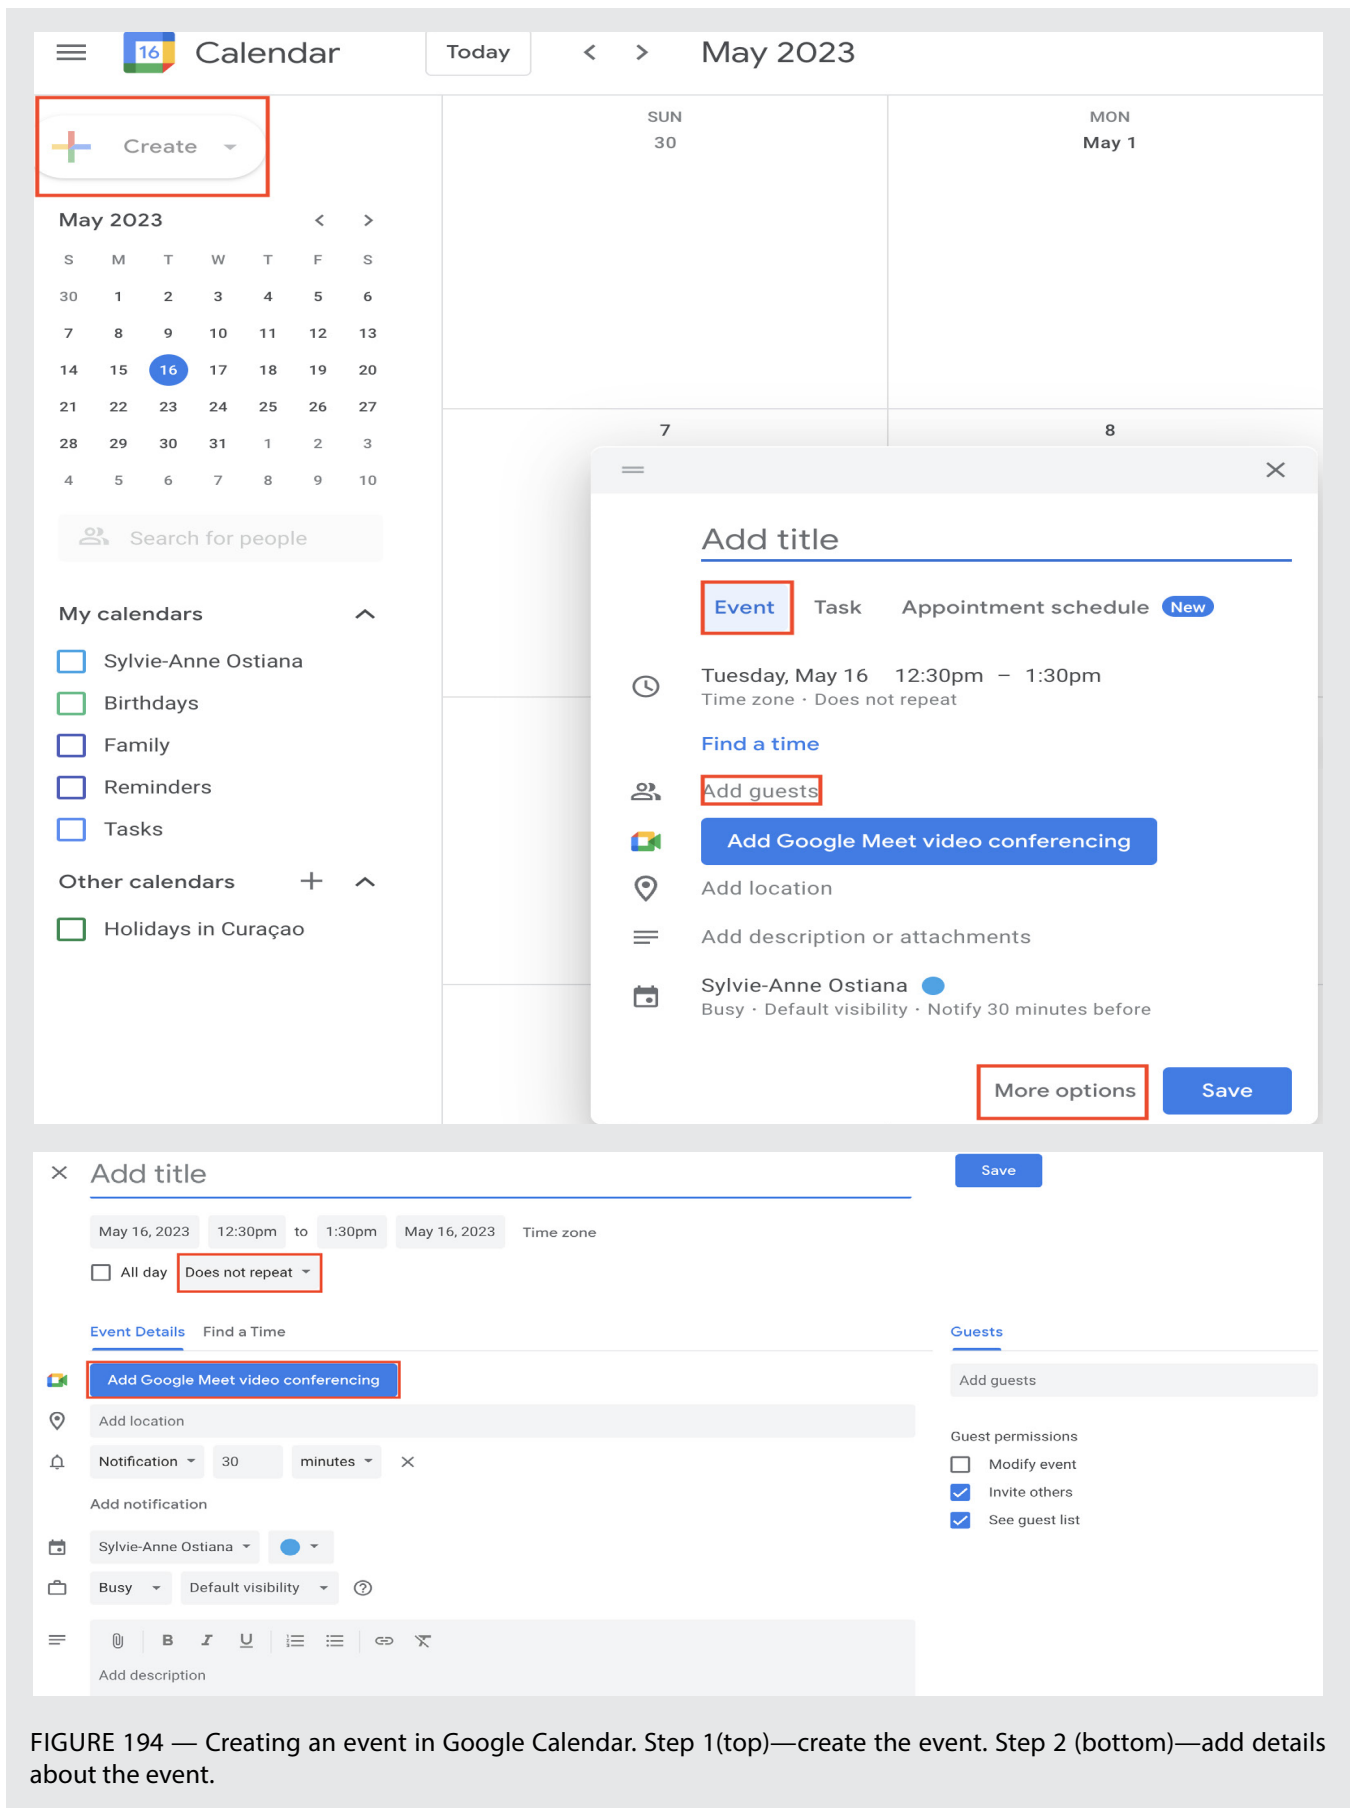 16 Calendar Today < > May 2023
Create
SUN MON
30 May 1
May 2023 < >
S M T W T F S
30 1 2 3 4 5 6
7 8 9 10 11 12 13
14 15 16 17 18 19 20
21 22 23 24 25 26 27
28 29 30 31 1 2 3
4 5 6 7 8 9 10
7 8
Search for people
My calendars
Sylvie-Anne Ostiana
Birthdays
Family
Reminders
Tasks
Other calendars
Holidays in Curaçao
Add title
Event Task Appointment schedule New
Tuesday, May 16 12:30pm – 1:30pm
Time zone · Does not repeat
Find a time
Add guests
Add Google Meet video conferencing
Add location
Add description or attachments
Sylvie-Anne Ostiana
Busy · Default visibility · Notify 30 minutes before
More options Save
Add title Save
May 16, 2023 12:30pm to 1:30pm May 16, 2023 Time zone
All day Does not repeat
Event Details Find a Time Guests
Add Google Meet video conferencing
Add guests
Add location
Guest permissions
Notification 30 minutes
Modify event
Invite others
Add notification
See guest list
Sylvie-Anne Ostiana
Busy Default visibility
B I U
Add description
FIGURE 194 — Creating an event in Google Calendar. Step 1(top)—create the event. Step 2 (bottom)—add details
about the event.